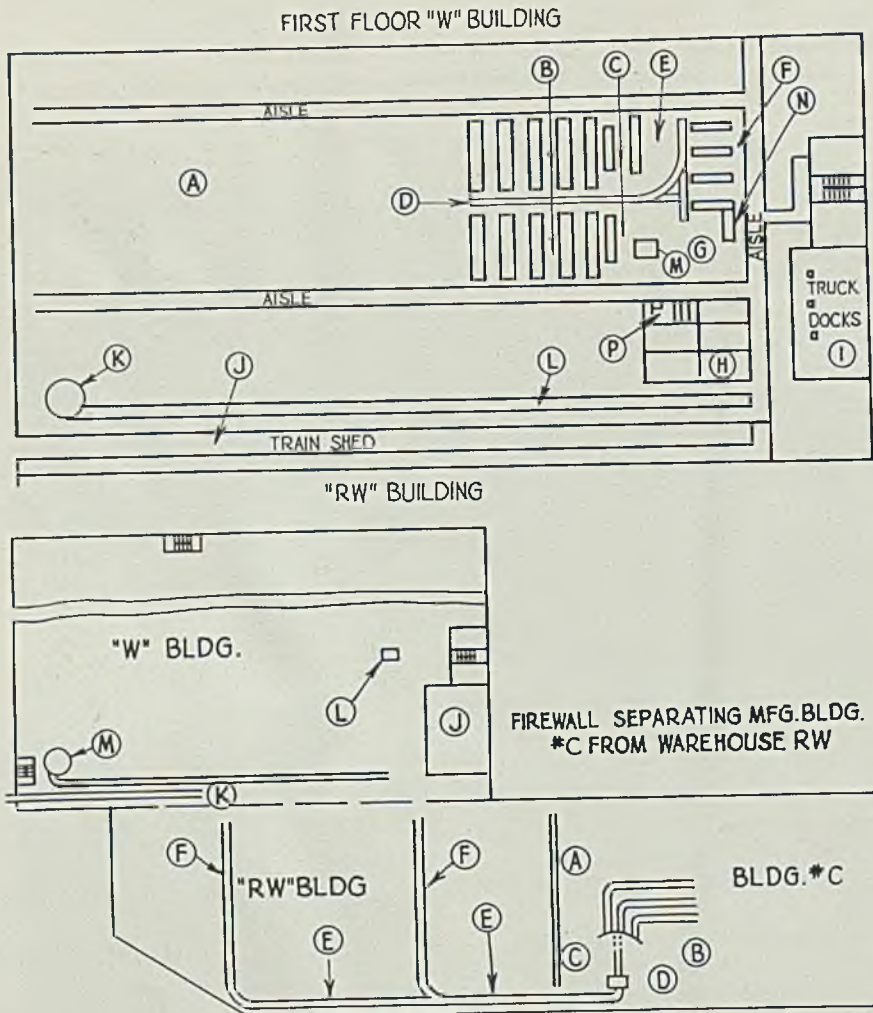 FIRST FLOOR "W" BUILDING
B C E F
N
AISLE
A
D
M G
AISLE
AISLE
TRUCK
DOCKS
I
P
P
H
K J L
TRAIN SHED
"RW" BUILDING
"W" BLDG.
L
J
M
K
FIREWALL SEPARATING MFG.BLDG.
#C FROM WAREHOUSE RW
F
"RW"BLDG
F
A
BLDG.#C
E
E
C
B
D